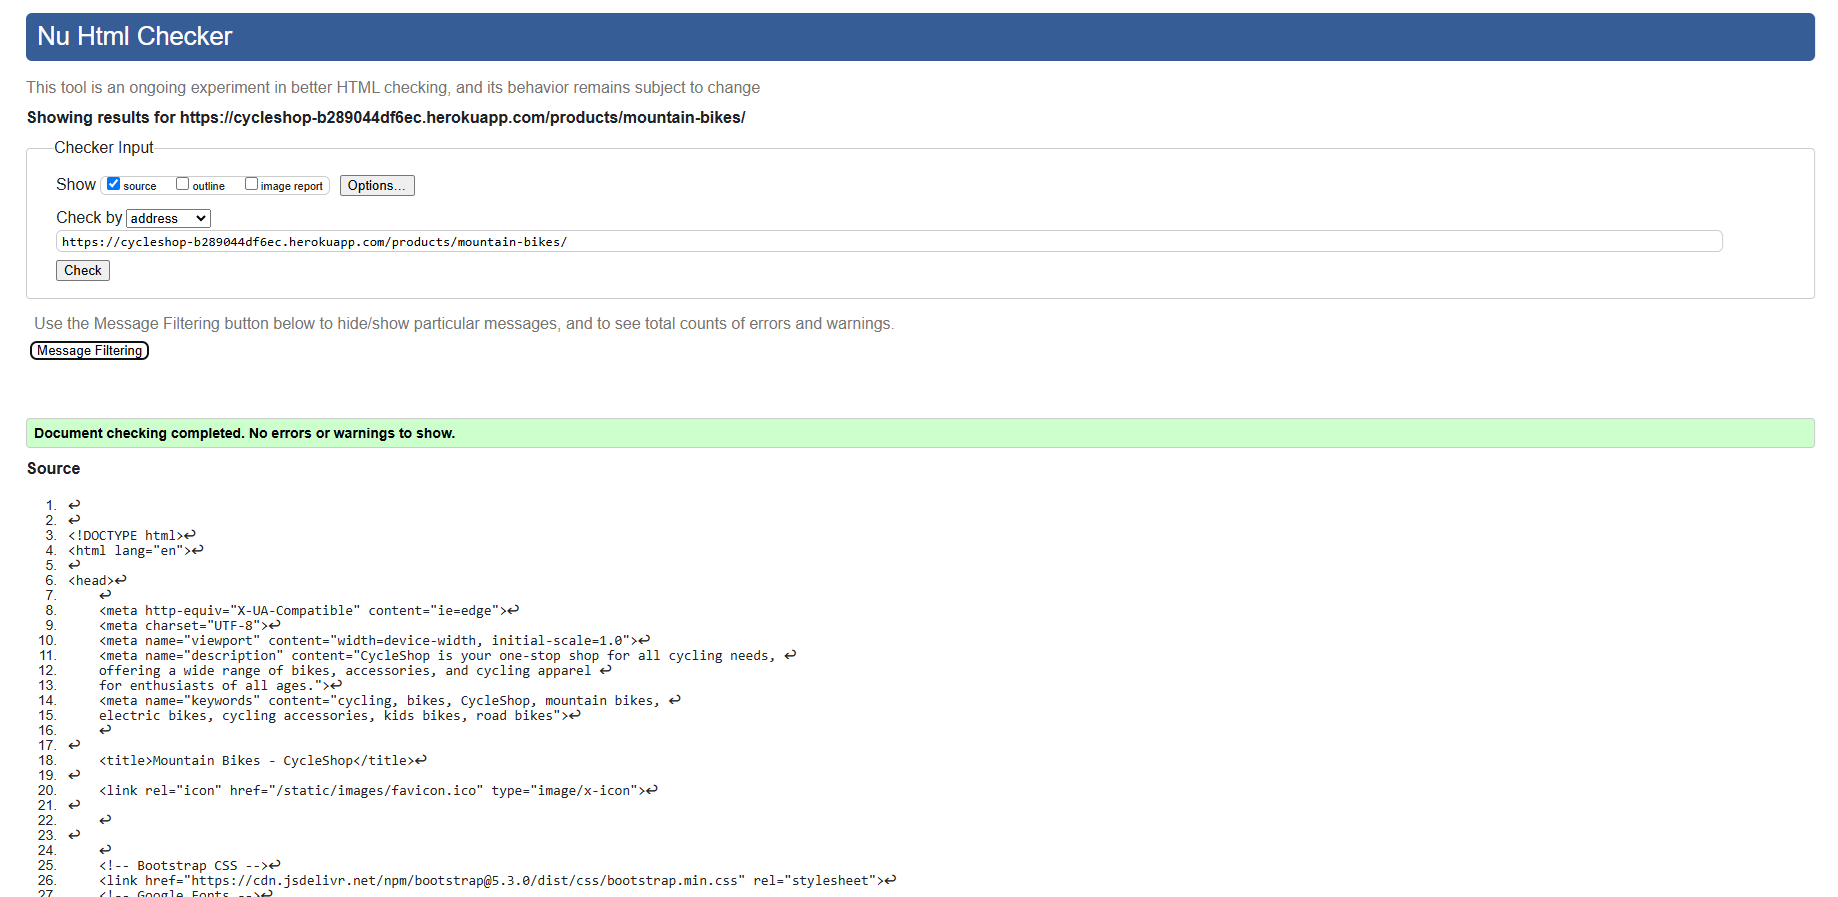 Nu Html Checker
This tool is an ongoing experiment in better HTML checking, and its behavior remains subject to change
Showing results for https://cycleshop-b289044df6ec.herokuapp.com/products/mountain-bikes/
Checker Input
Show source outline image report Options...
Check by address
https://cycleshop-b289044df6ec.herokuapp.com/products/mountain-bikes/
Check
Use the Message Filtering button below to hide/show particular messages, and to see total counts of errors and warnings.
Message Filtering
Document checking completed. No errors or warnings to show.
Source
1. ↩
2. ↩
3. <!DOCTYPE html>↩
4. <html lang="en">↩
5. ↩
6. <head>↩
7. ↩
8. <meta http-equiv="X-UA-Compatible" content="ie=edge">↩
9. <meta charset="UTF-8">↩
10. <meta name="viewport" content="width=device-width, initial-scale=1.0">↩
11. <meta name="description" content="CycleShop is your one-stop shop for all cycling needs, ↩
12. offering a wide range of bikes, accessories, and cycling apparel ↩
13. for enthusiasts of all ages.">↩
14. <meta name="keywords" content="cycling, bikes, CycleShop, mountain bikes, ↩
15. electric bikes, cycling accessories, kids bikes, road bikes">↩
16. ↩
17. ↩
18. <title>Mountain Bikes - CycleShop</title>↩
19. ↩
20. <link rel="icon" href="/static/images/favicon.ico" type="image/x-icon">↩
21. ↩
22. ↩
23. ↩
24. ↩
25. <!-- Bootstrap CSS -->↩
26. <link href="https://cdn.jsdelivr.net/npm/bootstrap@5.3.0/dist/css/bootstrap.min.css" rel="stylesheet">↩
27. <!-- Google Fonts -->↩